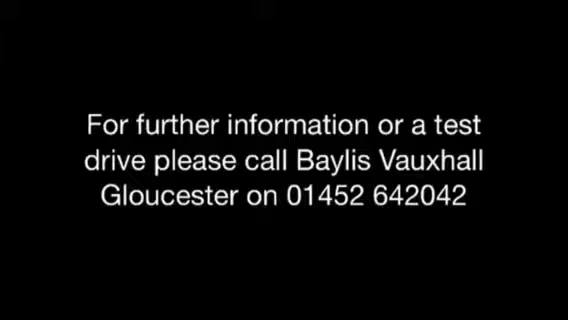 For further information or a test
drive please call Baylis Vauxhall
Gloucester on 01452 642042